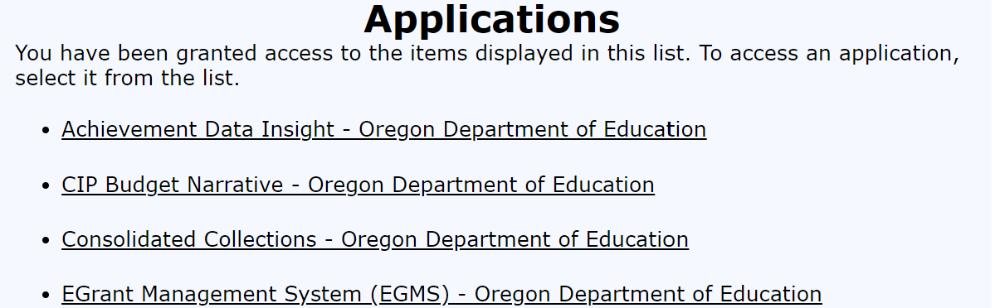 Applications
You have been granted access to the items displayed in this list. To access an application,
select it from the list.
• Achievement Data Insight - Oregon Department of Education
• CIP Budget Narrative - Oregon Department of Education
• Consolidated Collections - Oregon Department of Education
• EGrant Management System (EGMS) - Oregon Department of Education